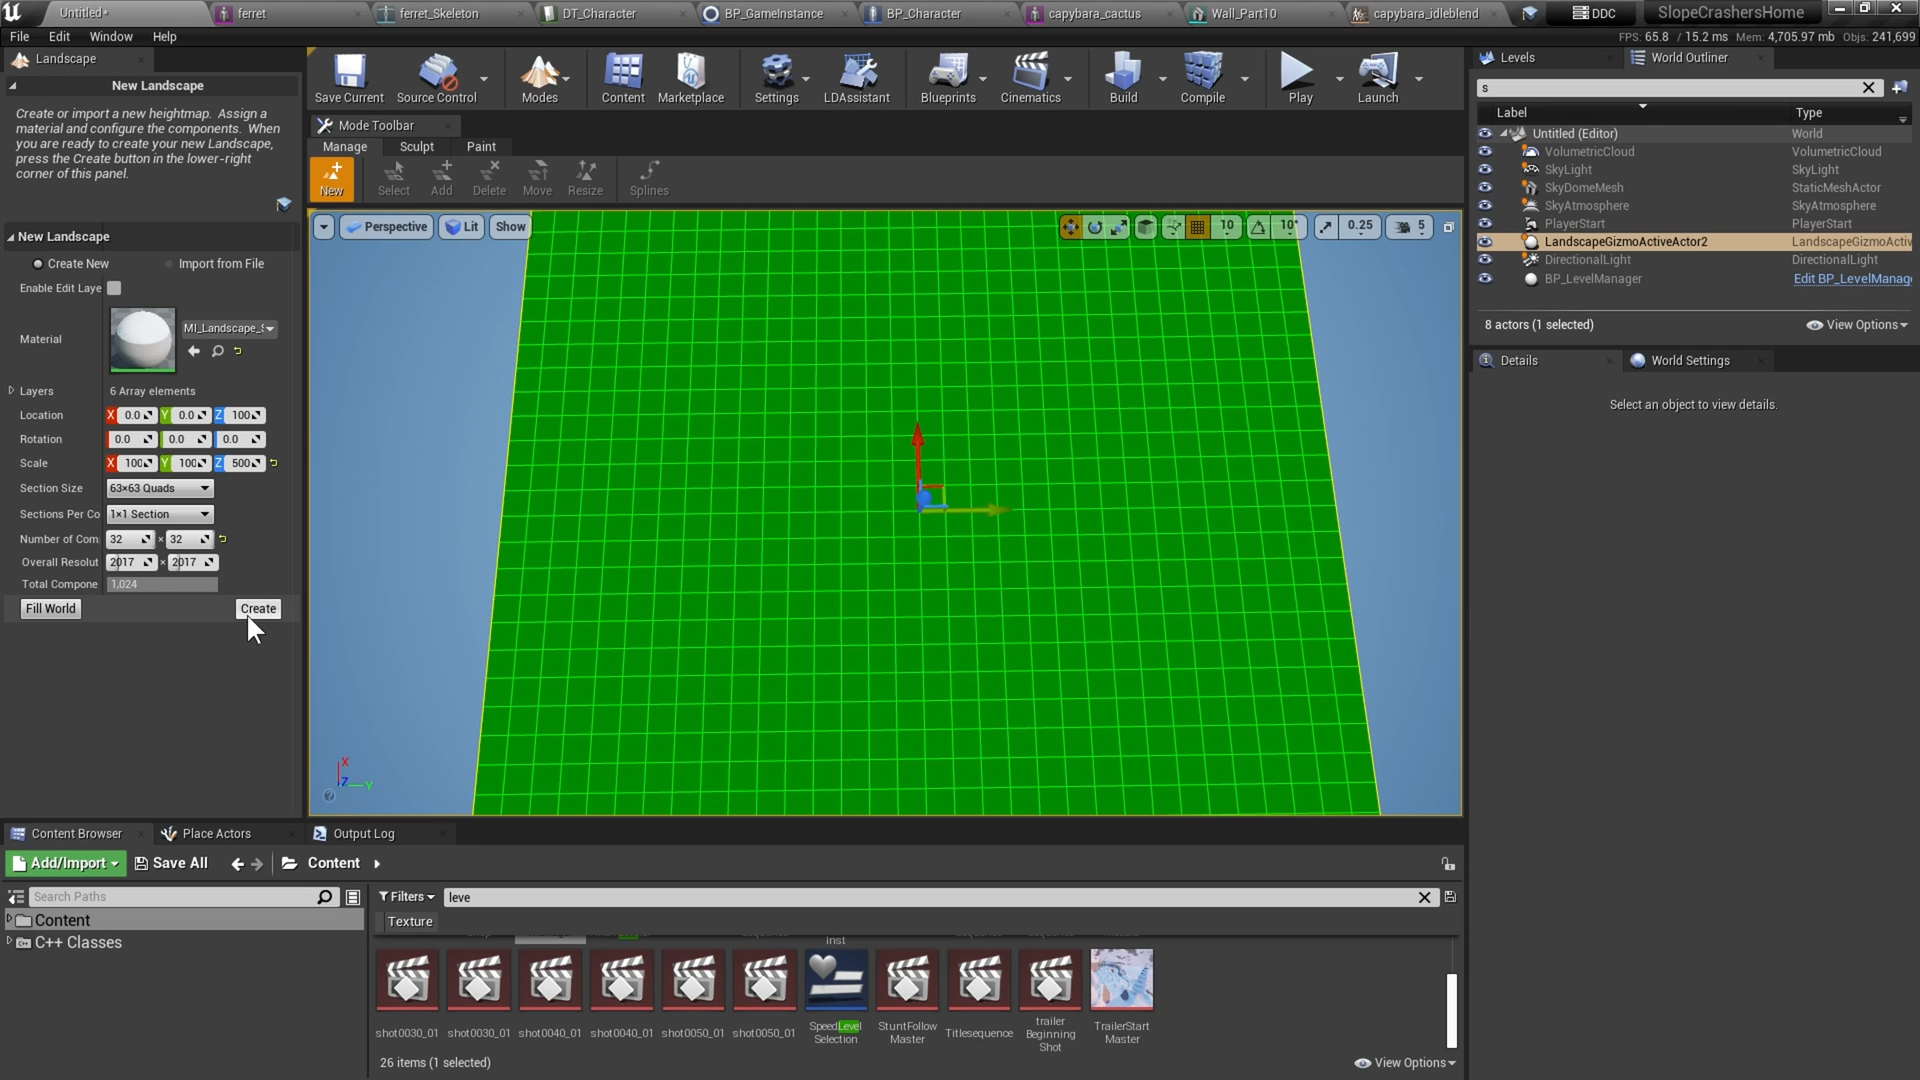 Untitled*
ferret
ferret_Skeleton
DT_Character
BP_GameInstance
BP_Character
capybara_cactus
Wall_Part10
capybara_idleblend
DDC
SlopeCrashersHome
File Edit Window Help
FPS: 65.8 / 15.2 ms Mem: 4,705.97 mb Objs: 241,699
Landscape
New Landscape
Create or import a new heightmap. Assign a
material and configure the components. When
you are ready to create your new Landscape,
press the Create button in the lower-right
corner of this panel.
New Landscape
Create New Import from File
Enable Edit Laye
Material MI_Landscape_
Layers 6 Array elements
Location X 0.0 Y 0.0 Z 100
Rotation 0.0 0.0 0.0
Scale X 100 Y 100 Z 500
Section Size 63×63 Quads
Sections Per Co 1×1 Section
Number of Com 32 × 32
Overall Resolut 2017 × 2017
Total Compone 1,024
Fill World Create
Save Current Source Control Modes Content Marketplace Settings LDAssistant Blueprints Cinematics Build Compile Play Launch
Mode Toolbar
Manage Sculpt Paint
New Select Add Delete Move Resize Splines
Perspective Lit Show
10 10° 0.25 5
X
Z Y
Levels World Outliner
s
Label Type
Untitled (Editor) World
VolumetricCloud VolumetricCloud
SkyLight SkyLight
SkyDomeMesh StaticMeshActor
SkyAtmosphere SkyAtmosphere
PlayerStart PlayerStart
LandscapeGizmoActiveActor2 LandscapeGizmoActiv
DirectionalLight DirectionalLight
BP_LevelManager Edit BP_LevelManag
8 actors (1 selected) View Options
Details World Settings
Select an object to view details.
Content Browser Place Actors Output Log
Add/Import Save All Content
Search Paths
Content
C++ Classes
Filters leve
Texture
Inst
shot0030_01
shot0030_01
shot0040_01
shot0040_01
shot0050_01
shot0050_01
SpeedLevel
Selection
StuntFollow
Master
Titlesequence
trailer
Beginning
Shot
TrailerStart
Master
26 items (1 selected) View Options